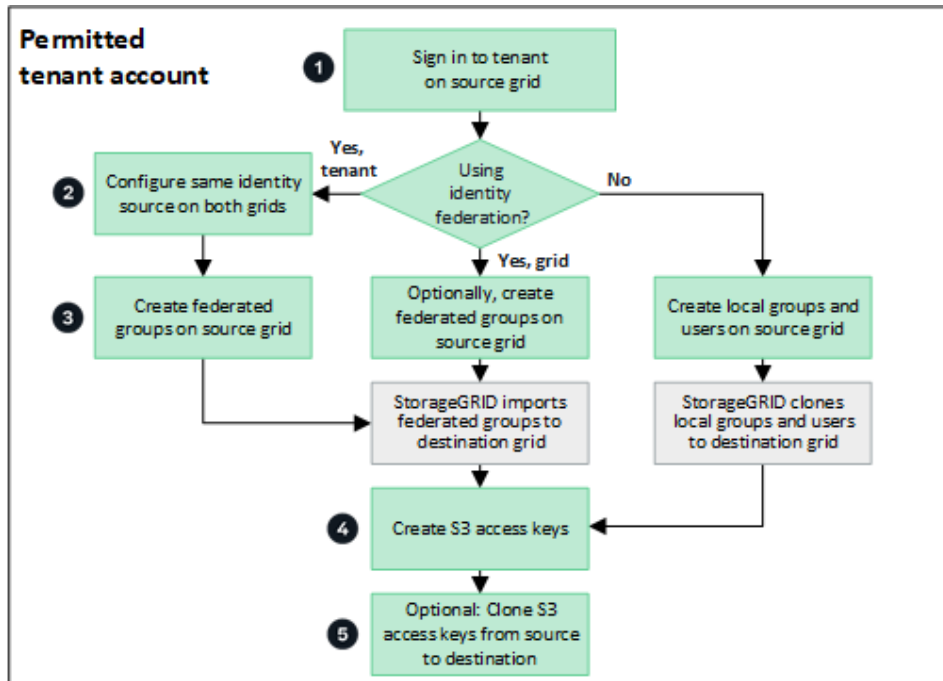 Permitted
tenant account
1
Sign in to tenant
on source grid
Yes,
tenant
Using
identity
federation?
No
2
Configure same identity
source on both grids
Yes, grid
3
Create federated
groups on source grid
Optionally, create
federated groups on
source grid
Create local groups and
users on source grid
StorageGRID imports
federated groups to
destination grid
StorageGRID clones
local groups and users
to destination grid
4
Create S3 access keys
5
Optional: Clone S3
access keys from source
to destination